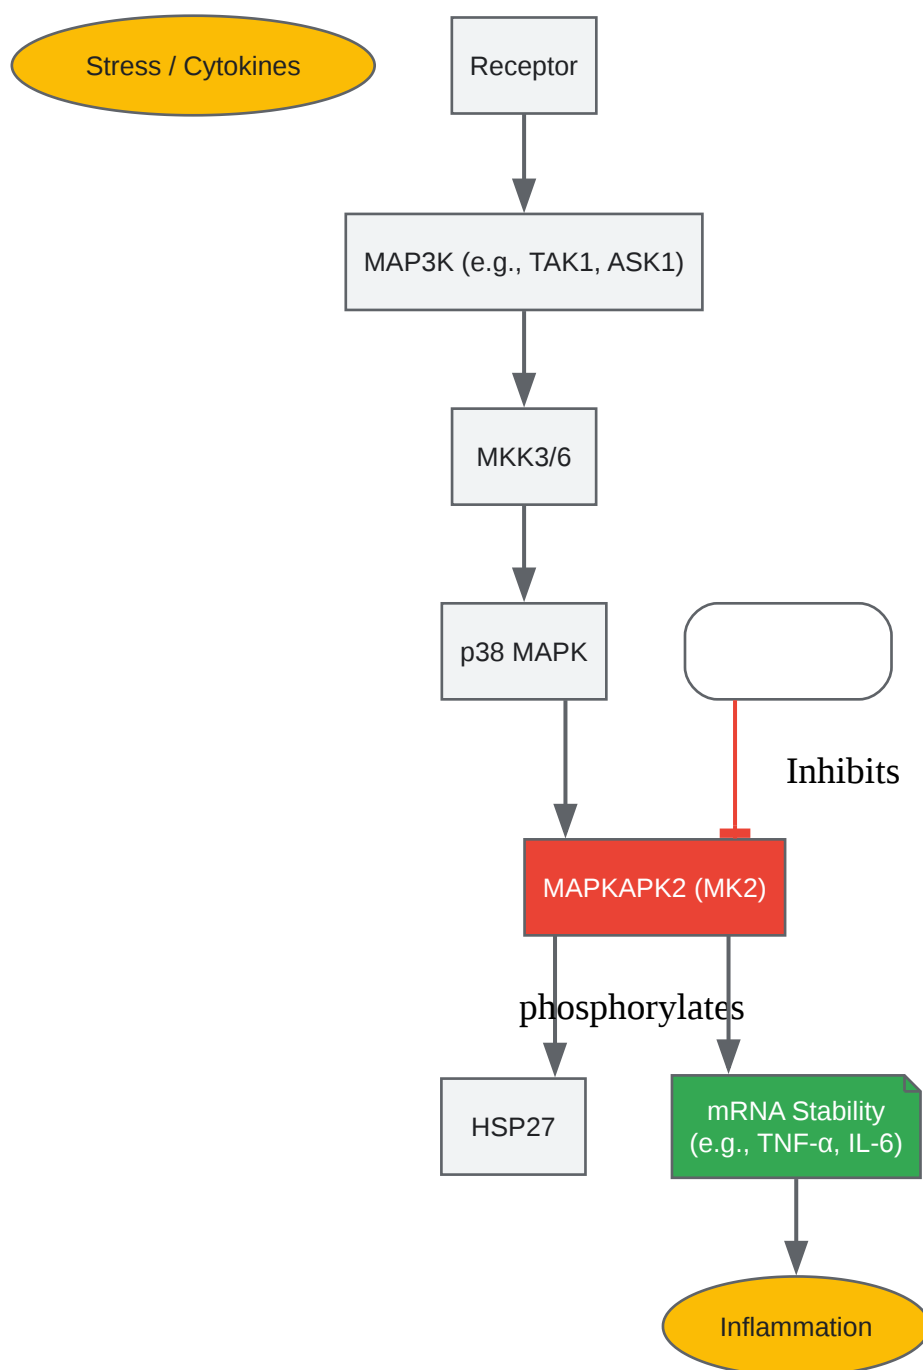 Stress / Cytokines
Receptor
MAP3K (e.g., TAK1, ASK1)
MKK3/6
p38 MAPK
Inhibits
MAPKAPK2 (MK2)
phosphorylates
HSP27
mRNA Stability
(e.g., TNF-α, IL-6)
Inflammation